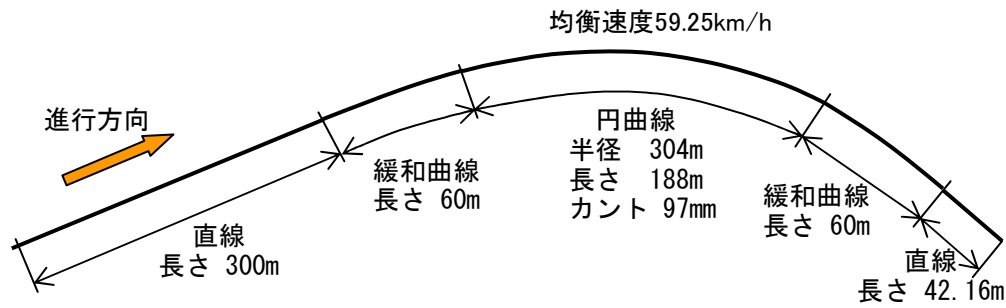 均衡速度59.25km/h
進行方向
円曲線
半径 304m
長さ 188m
カント 97mm
緩和曲線
長さ 60m
緩和曲線
長さ 60m
直線
長さ 300m
直線
長さ 42.16m